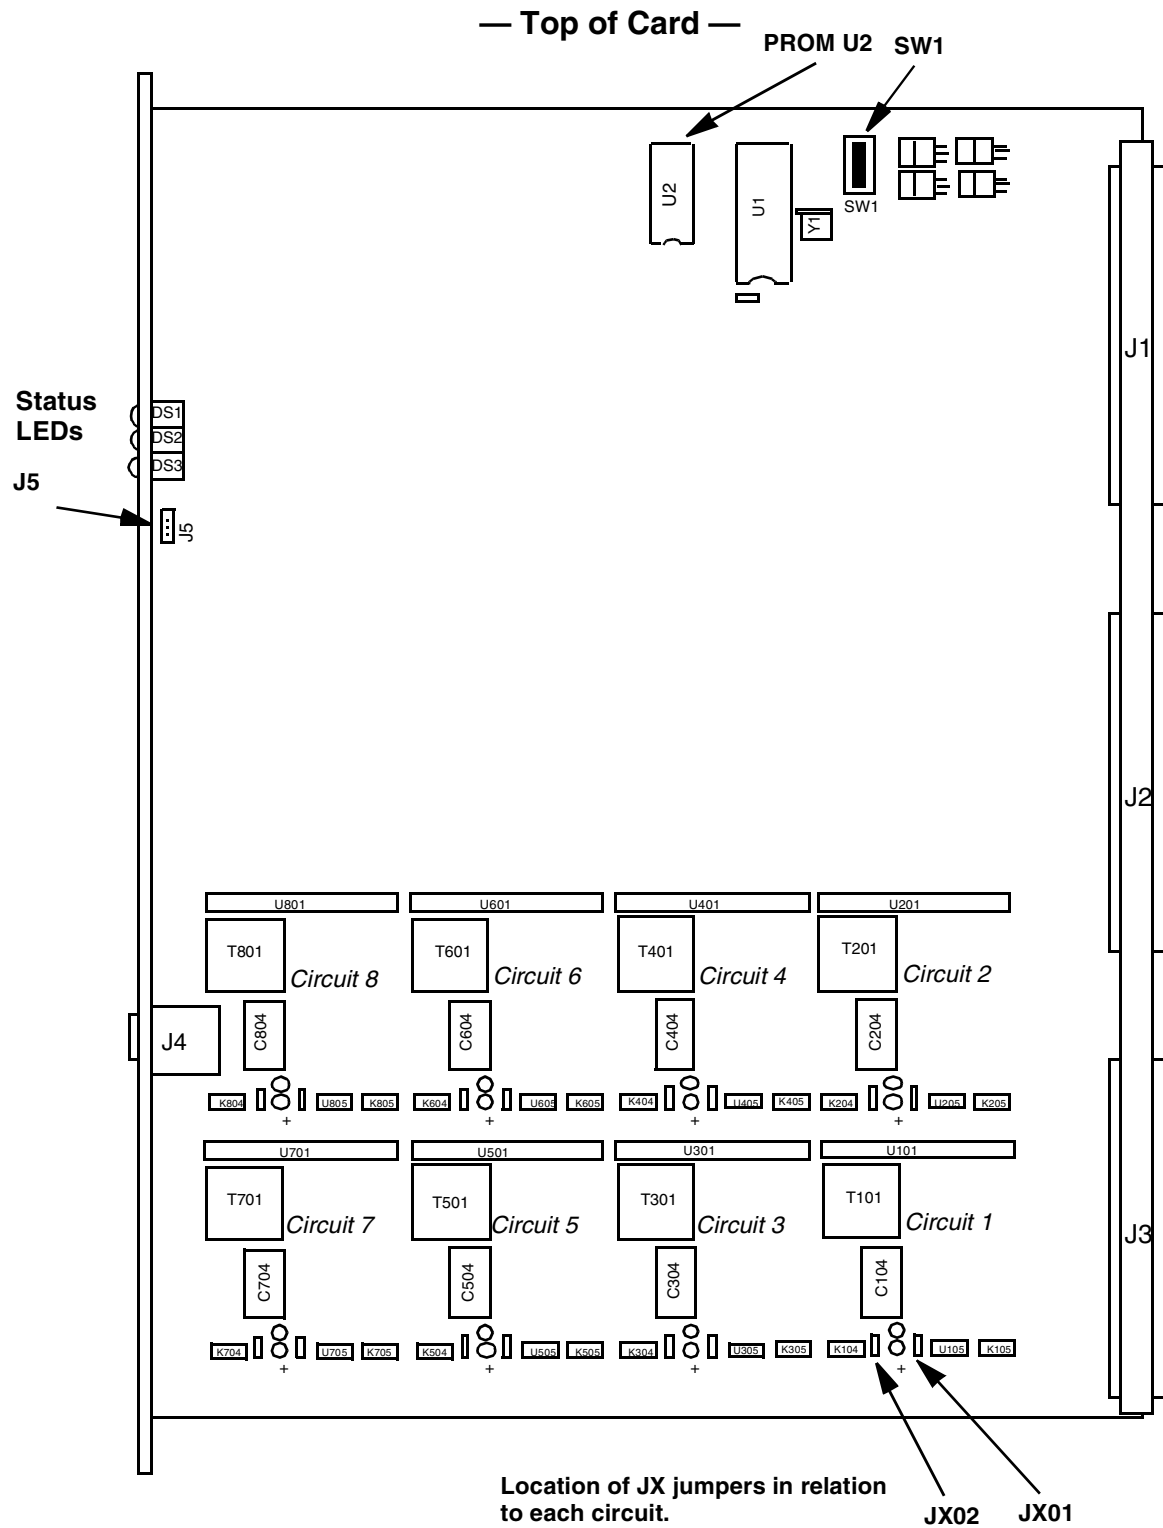 — Top of Card —
PROM U2 SW1
U2
U1
SW1
Y1
J1
Status
LEDs
DS1
DS2
DS3
J5
J5
J2
U801 U601 U401 U201
T801 T601 T401 T201
Circuit 8 Circuit 6 Circuit 4 Circuit 2
C804 C604 C404 C204
J4
K804 U805 K805 K604 U605 K605 K404 U405 K405 K204 U205 K205
+ + + +
U701 U501 U301 U101
T701 T501 T301 T101
Circuit 7 Circuit 5 Circuit 3 Circuit 1
J3
C704 C504 C304 C104
K704 U705 K705 K504 U505 K505 K304 U305 K305 K104 U105 K105
+ + + +
Location of JX jumpers in relation
to each circuit.
JX02 JX01